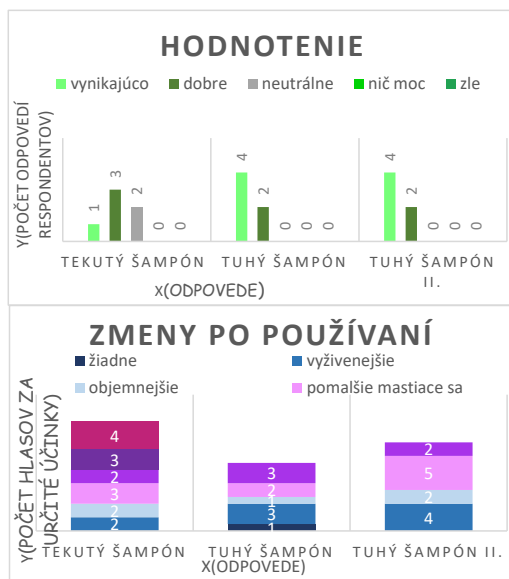 HODNOTENIE
vynikajúco dobre neutrálne nič moc zle
Y(POČET ODPOVEDÍ
RESPONDENTOV)
1 3 2 0 0 4 2 0 0 0 4 2 0 0 0
TEKUTÝ ŠAMPÓN TUHÝ ŠAMPÓN TUHÝ ŠAMPÓN
II.
X(ODPOVEDE)
ZMENY PO POUŽÍVANÍ
žiadne vyživenejšie
objemnejšie pomalšie mastiace sa
Y(POČET HLASOV ZA
URČITÉ ÚČINKY)
4
3
2
3
2
2
3
2
1
3
1
2
5
2
4
TEKUTÝ ŠAMPÓN TUHÝ ŠAMPÓN TUHÝ ŠAMPÓN II.
X(ODPOVEDE)